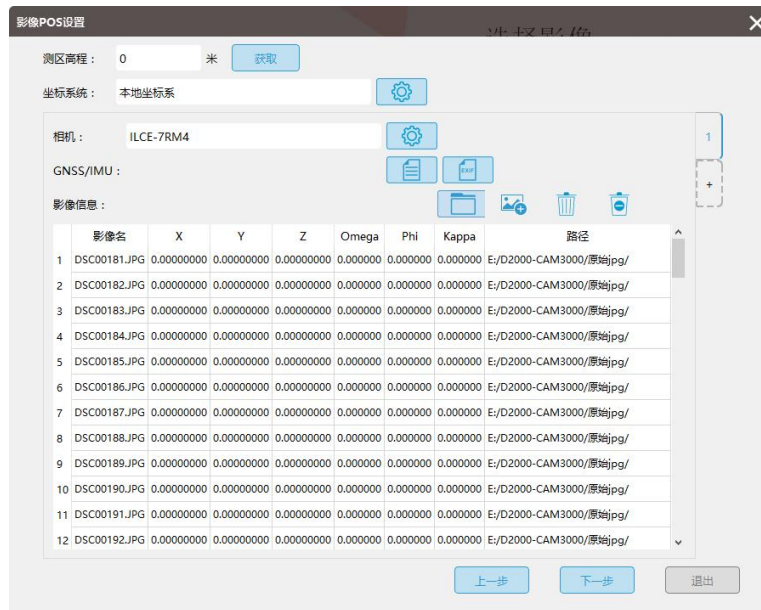 影像POS设置
测区高程： 0 米 获取
坐标系统： 本地坐标系
相机： ILCE-7RM4
1
GNSS/IMU： EXIF
+
影像信息：
影像名 X Y Z Omega Phi Kappa 路径
1 DSC00181.JPG 0.00000000 0.00000000 0.00000000 0.000000 0.000000 0.000000 E:/D2000-CAM3000/原始jpg/
2 DSC00182.JPG 0.00000000 0.00000000 0.00000000 0.000000 0.000000 0.000000 E:/D2000-CAM3000/原始jpg/
3 DSC00183.JPG 0.00000000 0.00000000 0.00000000 0.000000 0.000000 0.000000 E:/D2000-CAM3000/原始jpg/
4 DSC00184.JPG 0.00000000 0.00000000 0.00000000 0.000000 0.000000 0.000000 E:/D2000-CAM3000/原始jpg/
5 DSC00185.JPG 0.00000000 0.00000000 0.00000000 0.000000 0.000000 0.000000 E:/D2000-CAM3000/原始jpg/
6 DSC00186.JPG 0.00000000 0.00000000 0.00000000 0.000000 0.000000 0.000000 E:/D2000-CAM3000/原始jpg/
7 DSC00187.JPG 0.00000000 0.00000000 0.00000000 0.000000 0.000000 0.000000 E:/D2000-CAM3000/原始jpg/
8 DSC00188.JPG 0.00000000 0.00000000 0.00000000 0.000000 0.000000 0.000000 E:/D2000-CAM3000/原始jpg/
9 DSC00189.JPG 0.00000000 0.00000000 0.00000000 0.000000 0.000000 0.000000 E:/D2000-CAM3000/原始jpg/
10 DSC00190.JPG 0.00000000 0.00000000 0.00000000 0.000000 0.000000 0.000000 E:/D2000-CAM3000/原始jpg/
11 DSC00191.JPG 0.00000000 0.00000000 0.00000000 0.000000 0.000000 0.000000 E:/D2000-CAM3000/原始jpg/
12 DSC00192.JPG 0.00000000 0.00000000 0.00000000 0.000000 0.000000 0.000000 E:/D2000-CAM3000/原始jpg/
上一步 下一步 退出